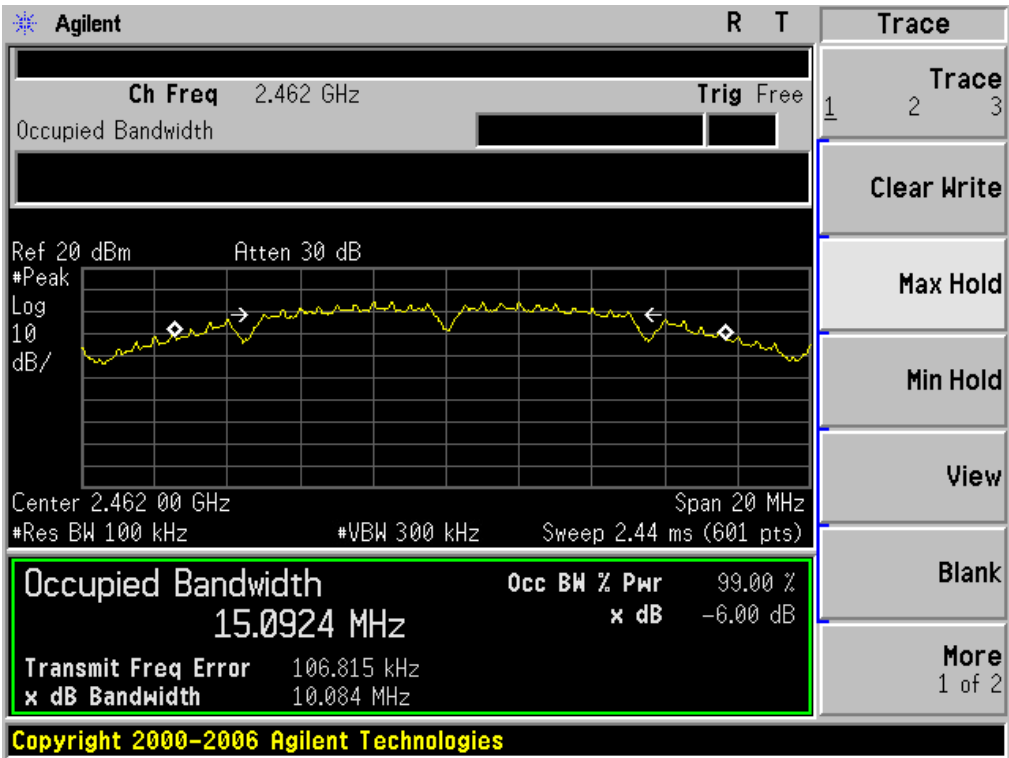 Agilent R T Trace
Ch Freq 2.462 GHz Trig Free
Occupied Bandwidth
Trace
1 2 3
Clear Write
Max Hold
Min Hold
View
Blank
More
1 of 2
Ref 20 dBm Atten 30 dB
#Peak
Log
10
dB/
Center 2.462 00 GHz Span 20 MHz
#Res BW 100 kHz #VBW 300 kHz Sweep 2.44 ms (601 pts)
Occupied Bandwidth Occ BW % Pwr 99.00 %
15.0924 MHz x dB -6.00 dB
Transmit Freq Error 106.815 kHz
x dB Bandwidth 10.084 MHz
Copyright 2000-2006 Agilent Technologies